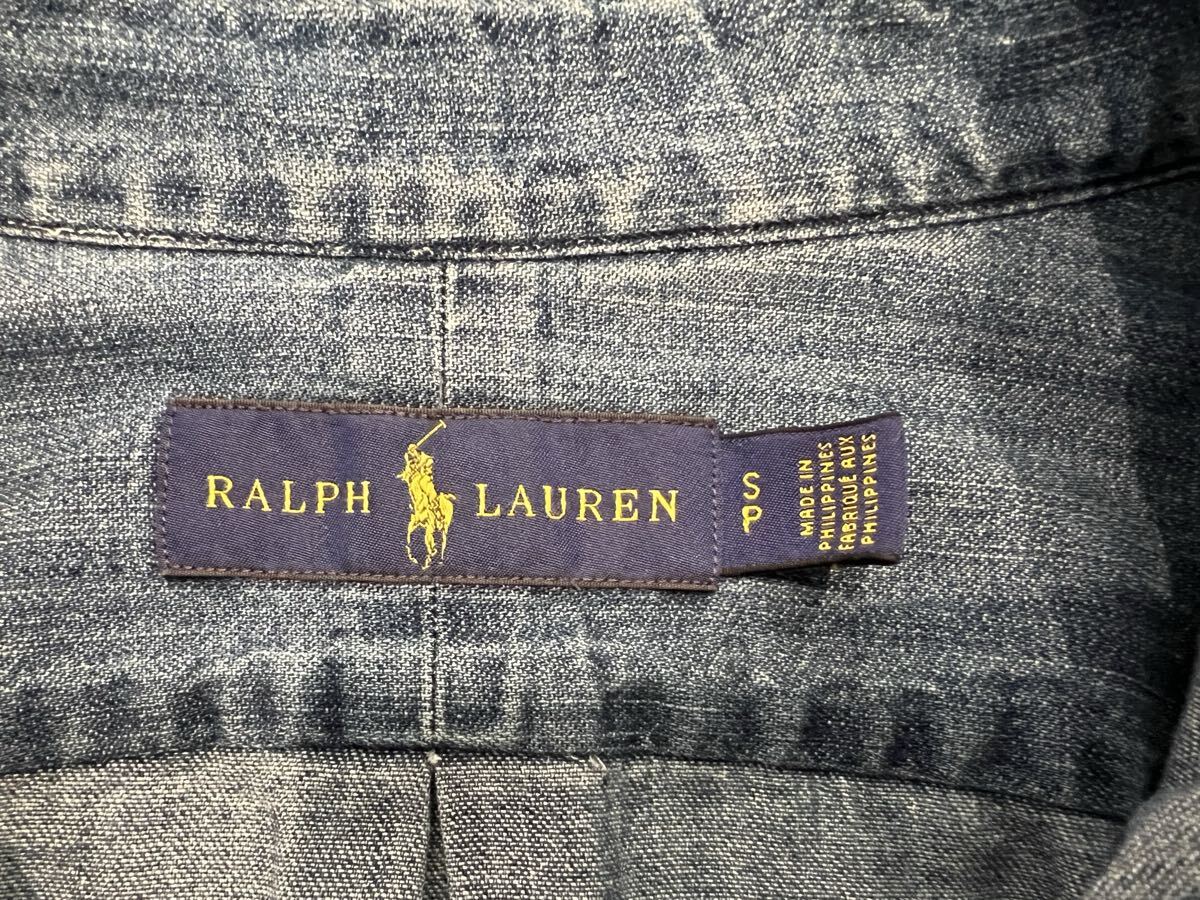 RALPH LAUREN
S
P
MADE IN
PHILIPPINES
FABRIQUÉ AUX
PHILIPPINES